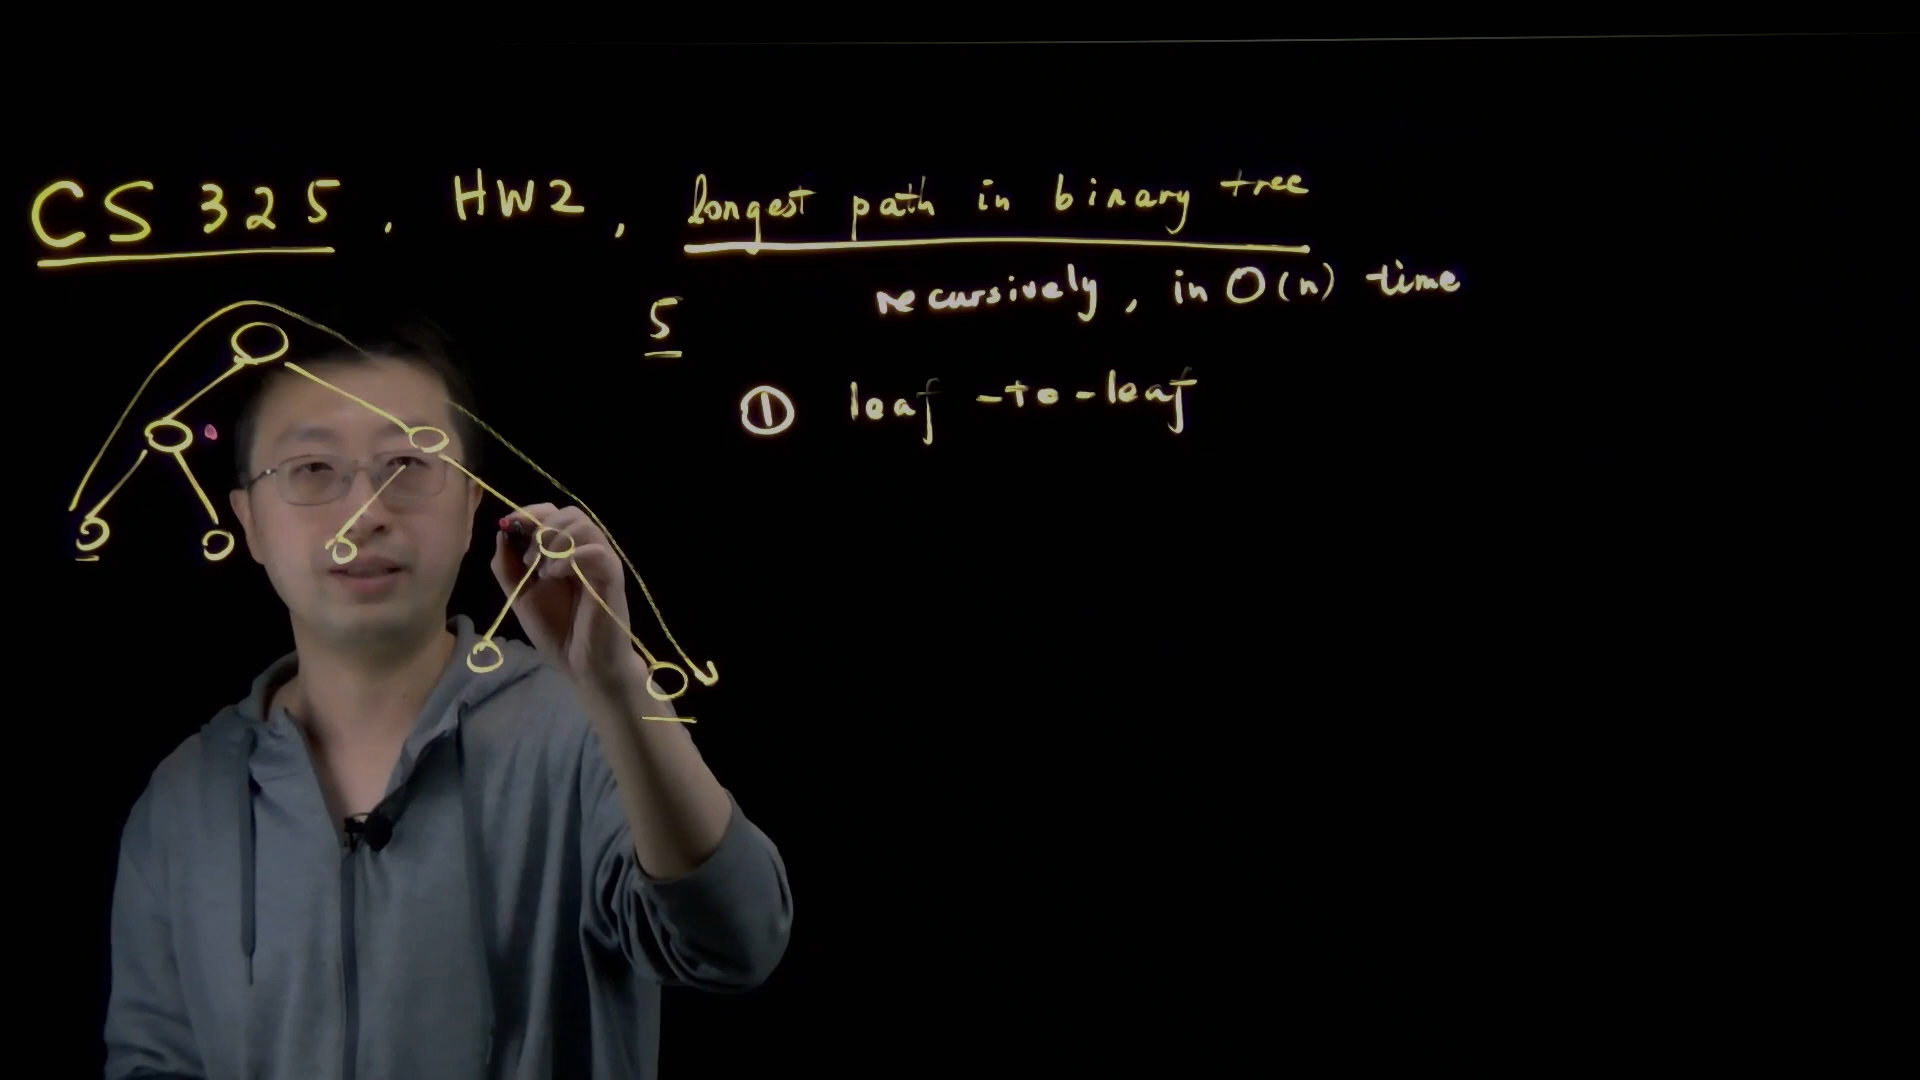 CS 325 . HW2 , longest path in binary tree
recursively , in O(n) time
5
① leaf -to-leaf